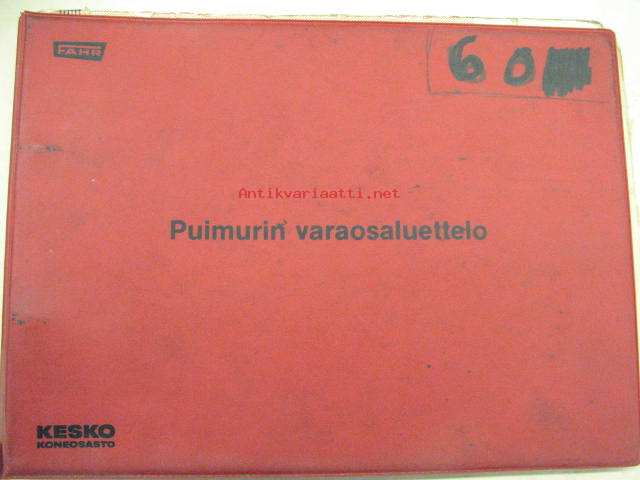 FAHR
60
Antikvariaatti.net
Puimurin varaosaluettelo
KESKO
KONEOSASTO